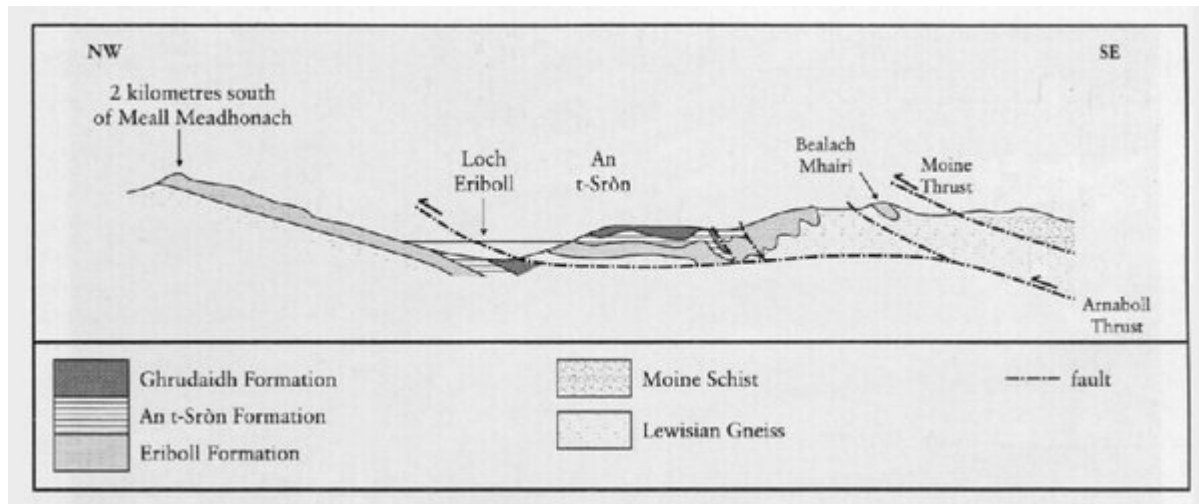 NW
SE
2 kilometres south
of Meall Meadhonach
Loch
Eriboll
An
t-Sròn
Bealach
Mhairi
Moine
Thrust
Arnaboll
Thrust
Ghrudaidh Formation
An t-Sròn Formation
Eriboll Formation
Moine Schist
Lewisian Gneiss
fault